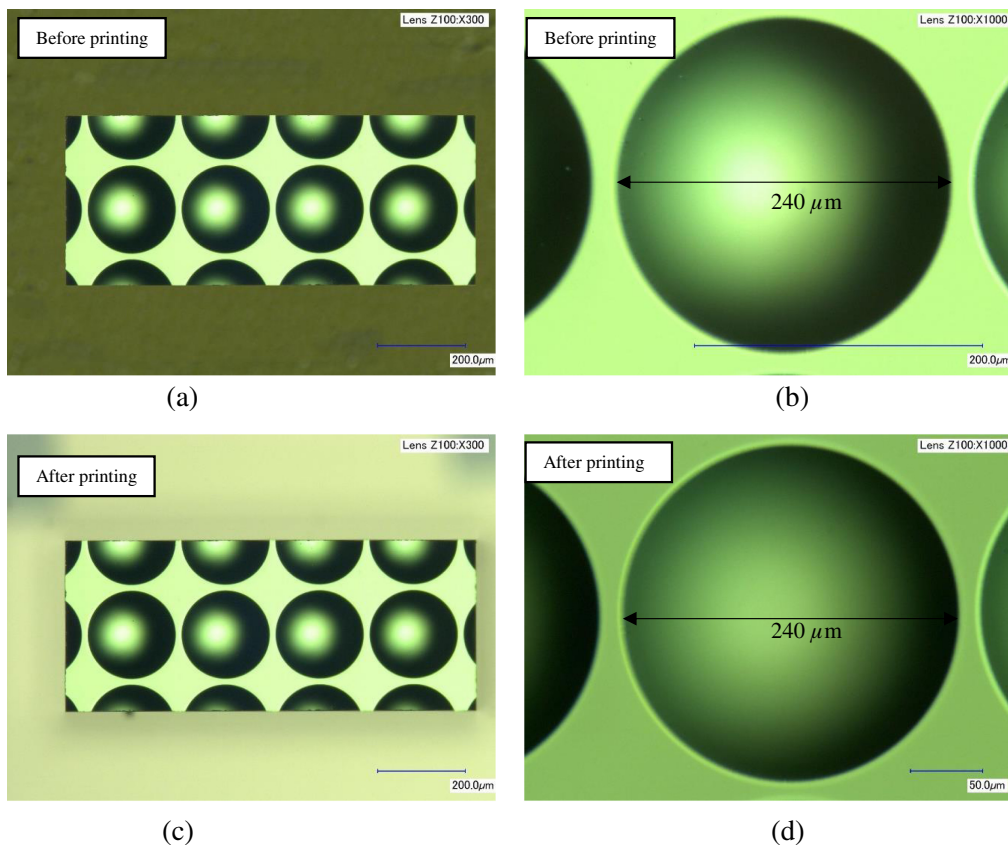 Lens Z100:X300
Before printing
200.0μm
(a)
Lens Z100:X1000
Before printing
240 μm
200.0μm
(b)
Lens Z100:X300
After printing
200.0μm
(c)
Lens Z100:X1000
After printing
240 μm
50.0μm
(d)